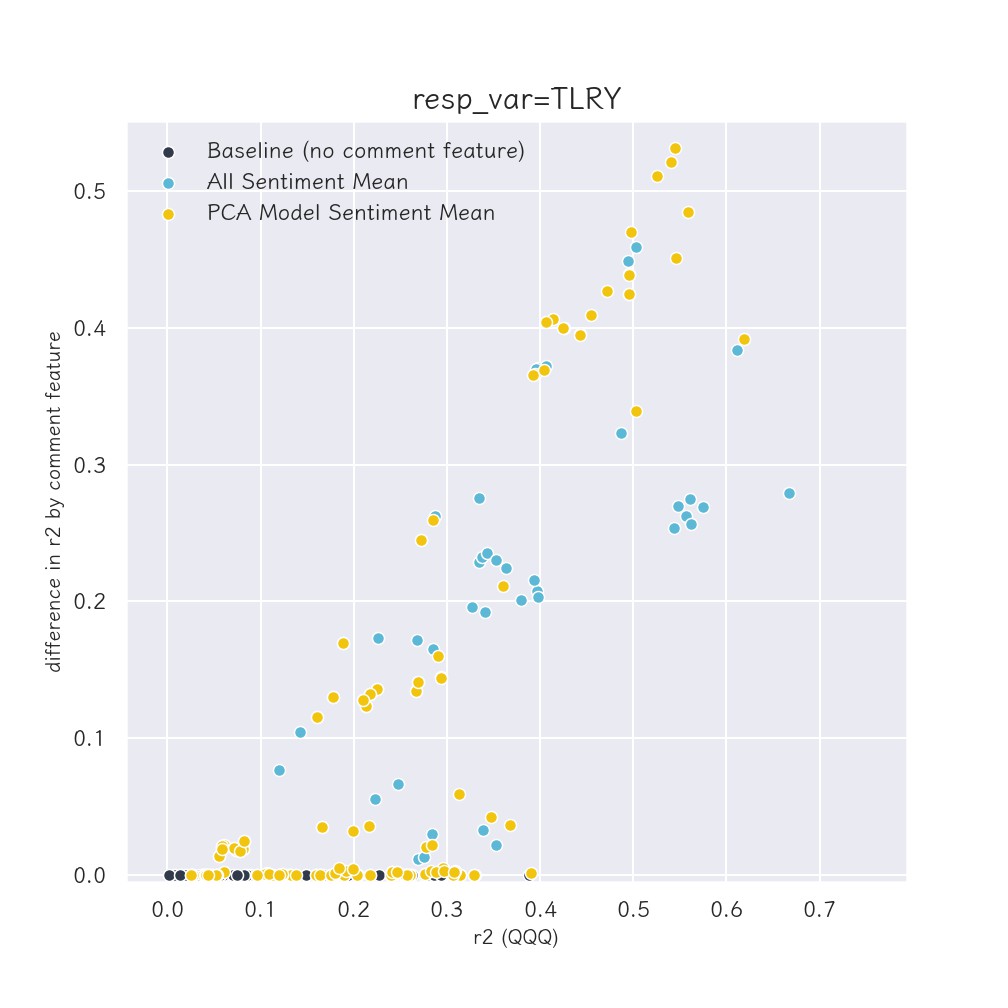 resp_var=TLRY
Baseline (no comment feature)
All Sentiment Mean
PCA Model Sentiment Mean
difference in r2 by comment feature
0.5
0.4
0.3
0.2
0.1
0.0
0.0 0.1 0.2 0.3 0.4 0.5 0.6 0.7
r2 (QQQ)